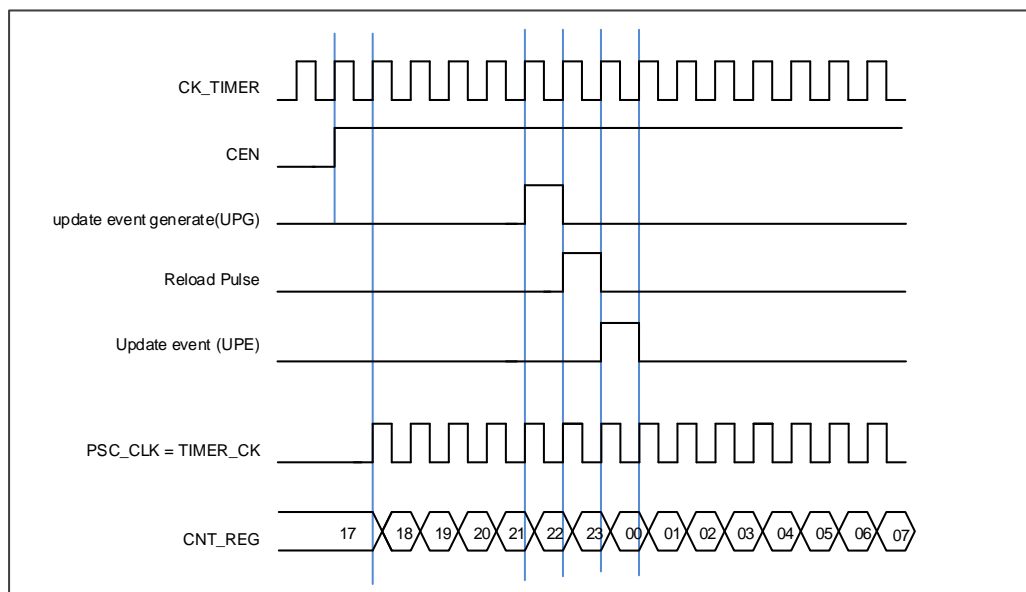 CK_TIMER
CEN
update event generate(UPG)
Reload Pulse
Update event (UPE)
PSC_CLK = TIMER_CK
CNT_REG 17 18 19 20 21 22 23 00 01 02 03 04 05 06 07